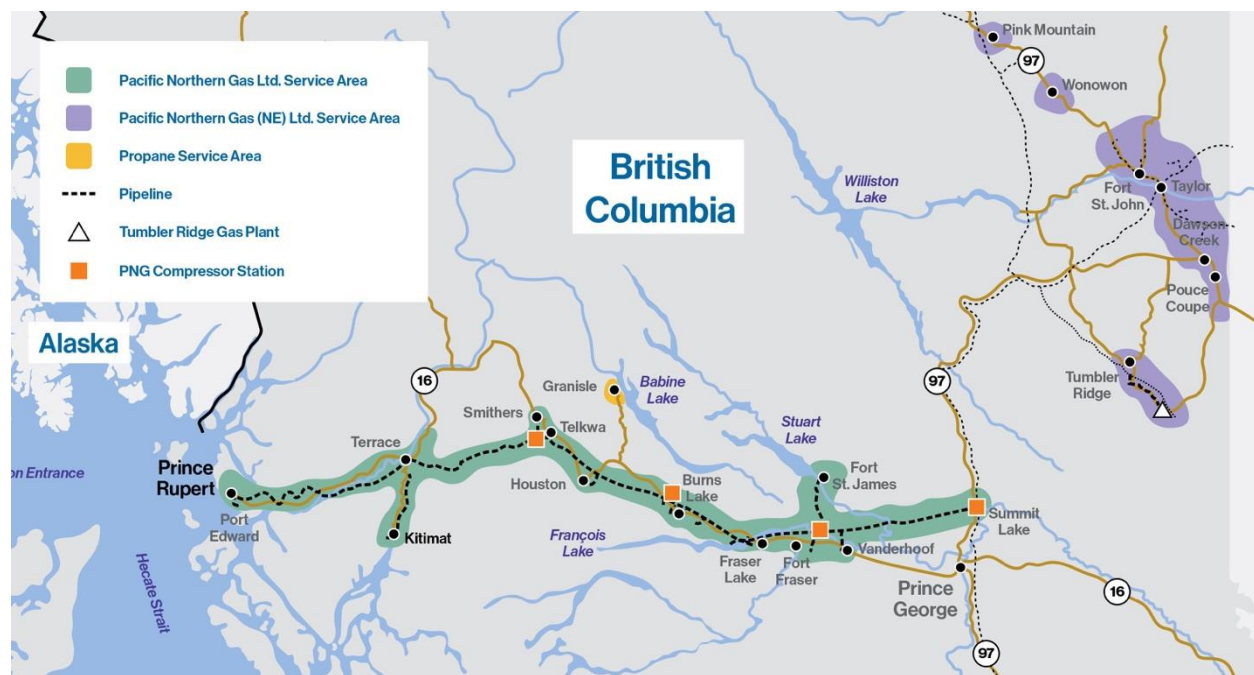 Pacific Northern Gas Ltd. Service Area
Pacific Northern Gas (NE) Ltd. Service Area
Propane Service Area
Pipeline
Tumbler Ridge Gas Plant
PNG Compressor Station
British
Columbia
Alaska
Pink Mountain
97
Wonowon
Williston
Lake
Fort
St. John
Taylor
Dawson
Creek
Pouce
Coupe
Tumbler
Ridge
16
97
Granisle
Babine
Lake
Smithers
Telkwa
Stuart
Lake
Terrace
Prince
Rupert
on Entrance
Port
Edward
Kitimat
Houston
Burns
Lake
Fort
St. James
Summit
Lake
François
Lake
Fraser
Lake
Fort
Fraser
Vanderhoof
Prince
George
16
97
Hecate Strait